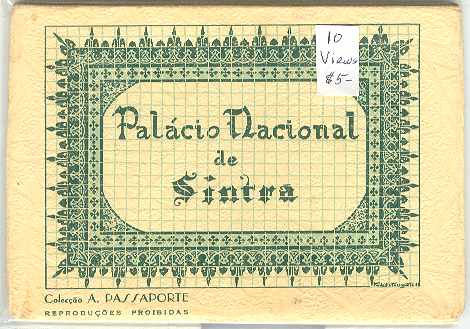 10
Views
$5-
Palácio Nacional
de
Sintra
Colecção A. PASSAPORTE
REPRODUÇÕES PROIBIDAS